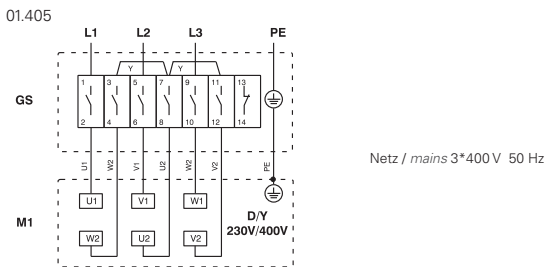 01.405
L1 L2 L3 PE
Y Y
1 3 5 7 9 11 13
GS
2 4 6 8 10 12 14
U1 W2 V1 U2 W2 V2 PE
Netz / mains 3*400 V 50 Hz
U1 V1 W1
M1
D/Y
230V/400V
W2 U2 V2